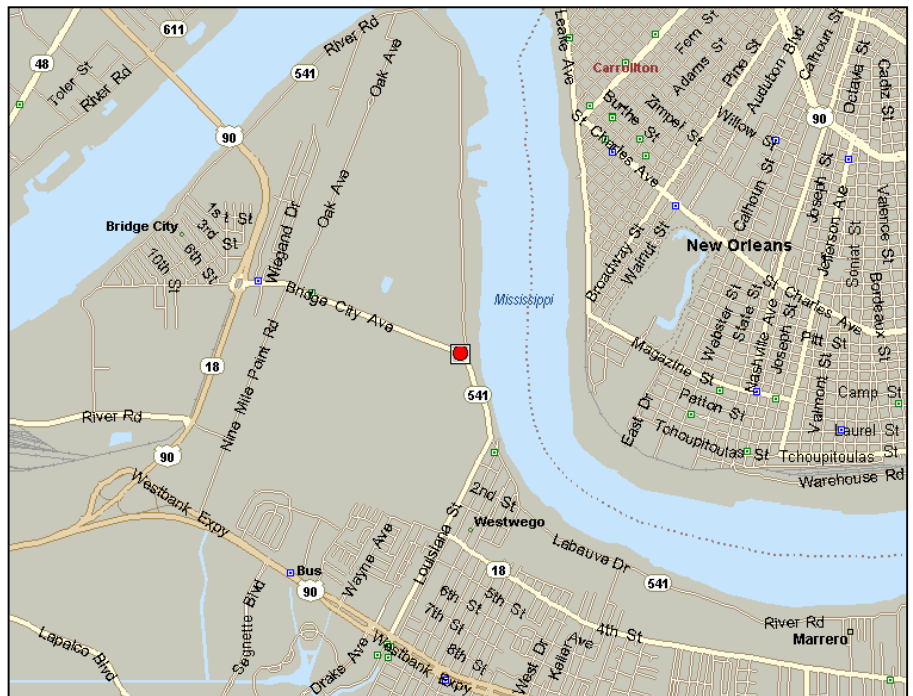 611
48
Toler St
River Rd
River Rd
541
Oak Ave
90
Leake Ave
Carrollton
Fern St
Adams St
Pine St
Audubon Blvd
Calhoun St
Octava St
Cadiz St
90
Burthe St
Zimpel St
Willow St
St Charles Ave
Calhoun St
Joseph St
Jefferson Ave
Soniat St
Valence St
Bordeaux St
Bridge City
1st St
3rd St
6th St
10th St
Wiegand Dr
Oak Ave
Bridge City Ave
Mississippi
Broadway St
Walnut St
New Orleans
St Charles Ave
Webster St
State St
Nashville Ave
Joseph St
Pitt St
18
Nine Mile Point Rd
541
Magazine St
Patton St
East Dr
Tchoupitoulas St
Valmont St
Camp St
Laurel St
Tchoupitoulas St
Warehouse Rd
River Rd
90
Westbank Expy
2nd St
Westwego
Louisiana St
Wayne Ave
Labauve Dr
541
18
Bus
90
Segnette Blvd
5th St
6th St
7th St
8th St
4th St
West Dr
Keller Ave
River Rd
Marrero
Lapalco Blvd
Drake Ave
Westbank Expy